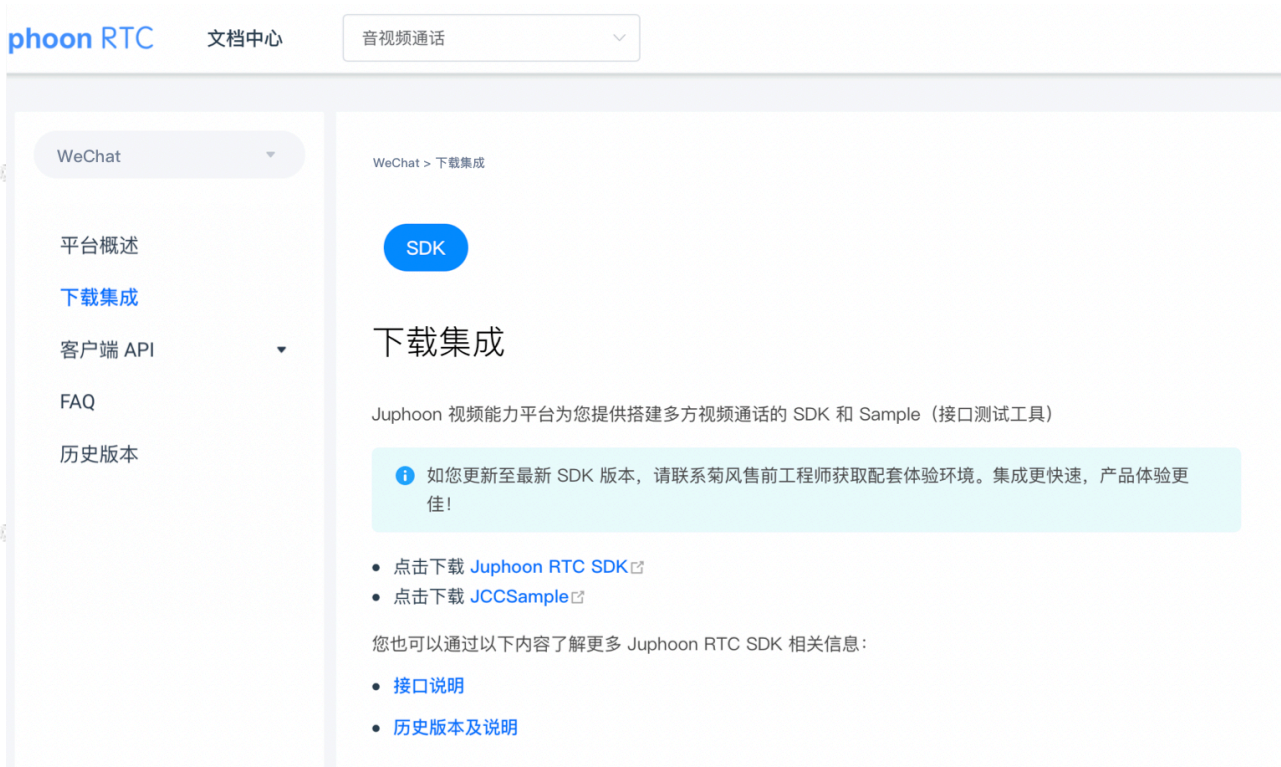 phoon RTC
文档中心
音视频通话
WeChat
平台概述
下载集成
客户端 API
FAQ
历史版本
WeChat > 下载集成
SDK
下载集成
Juphoon 视频能力平台为您提供搭建多方视频通话的 SDK 和 Sample（接口测试工具）
如您更新至最新 SDK 版本，请联系菊风售前工程师获取配套体验环境。集成更快速，产品体验更
佳！
点击下载 Juphoon RTC SDK
点击下载 JCCSample
您也可以通过以下内容了解更多 Juphoon RTC SDK 相关信息：
接口说明
历史版本及说明